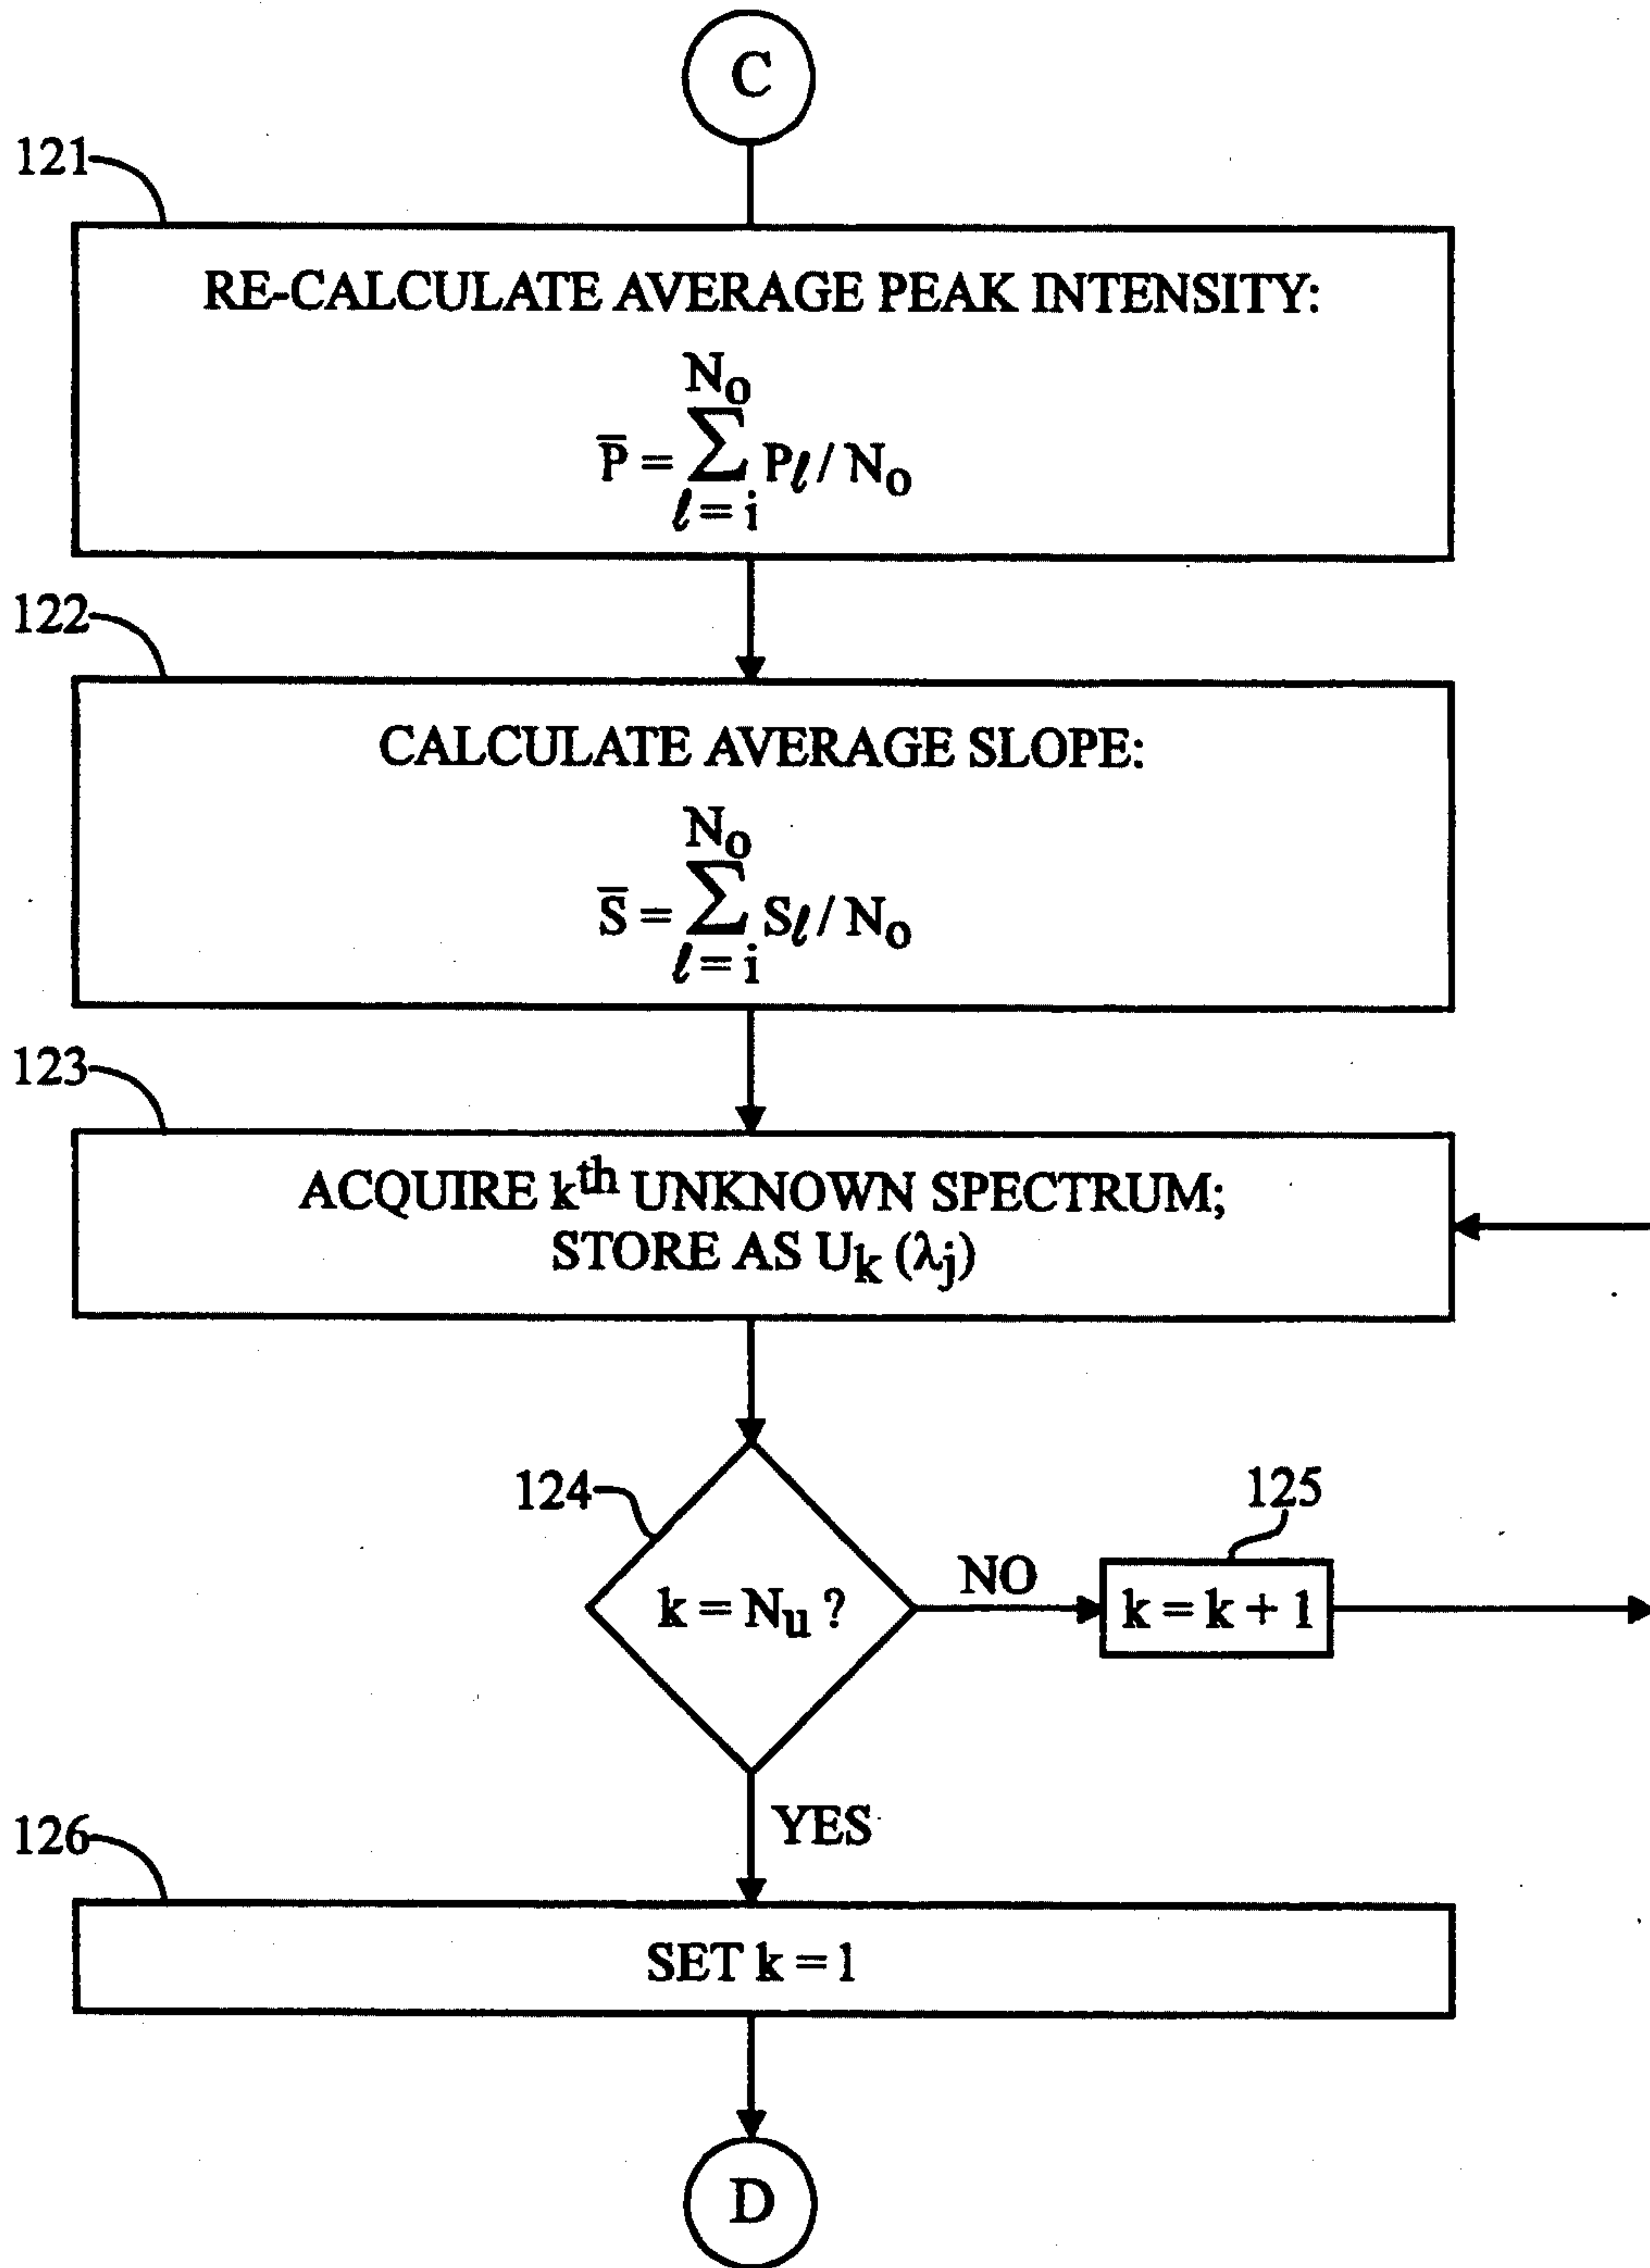 C
121
RE-CALCULATE AVERAGE PEAK INTENSITY:
N₀
P̅ = ∑ Pℓ / N₀
ℓ = i
122
CALCULATE AVERAGE SLOPE:
N₀
S̅ = ∑ Sℓ / N₀
ℓ = i
123
ACQUIRE kᵗʰ UNKNOWN SPECTRUM;
STORE AS Uₖ (λⱼ)
124
k = Nᵤ ?
NO
125
k = k + 1
YES
126
SET k = 1
D